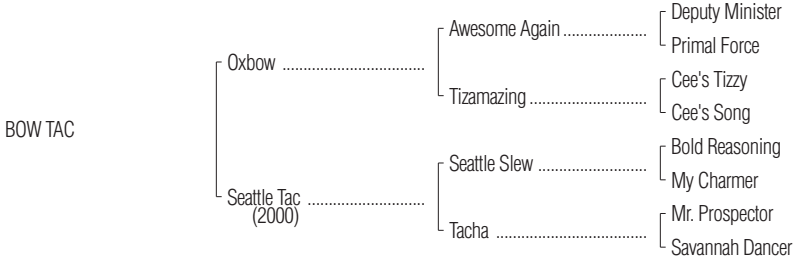 Deputy Minister
Awesome Again ....................
Primal Force
Oxbow ..................................
Cee's Tizzy
Tizamazing ............................
Cee's Song
BOW TAC
Bold Reasoning
Seattle Slew ..........................
My Charmer
Seattle Tac ............................
(2000)
Mr. Prospector
Tacha ....................................
Savannah Dancer